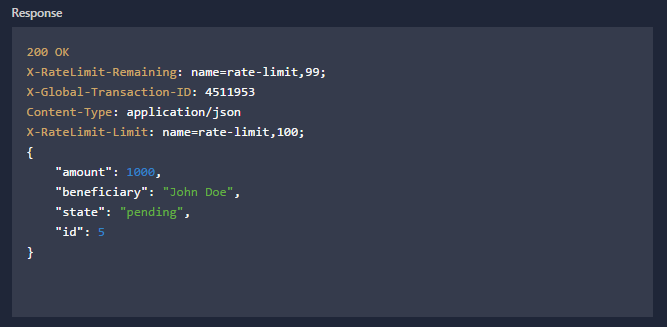 Response
200 OK
X-RateLimit-Remaining: name=rate-limit,99;
X-Global-Transaction-ID: 4511953
Content-Type: application/json
X-RateLimit-Limit: name=rate-limit,100;
{
    "amount": 1000,
    "beneficiary": "John Doe",
    "state": "pending",
    "id": 5
}